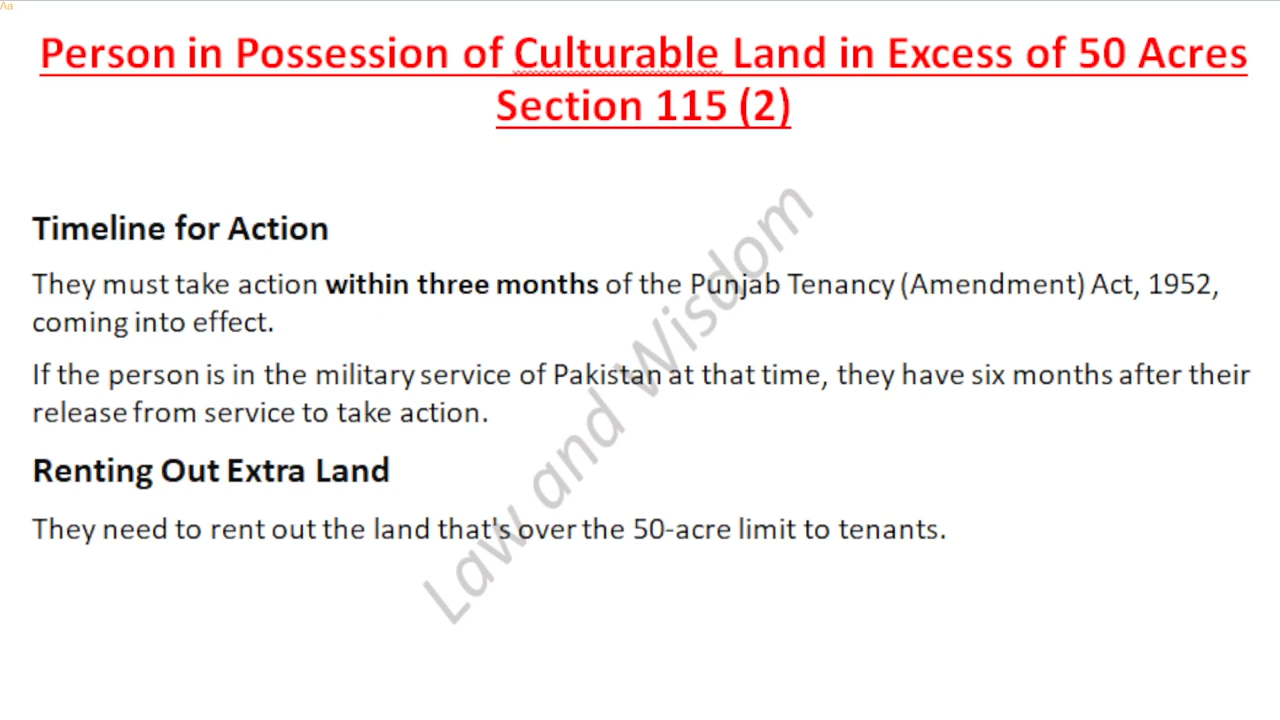 Aa
Person in Possession of Culturable Land in Excess of 50 Acres
Section 115 (2)
Timeline for Action
They must take action within three months of the Punjab Tenancy (Amendment) Act, 1952,
coming into effect.
If the person is in the military service of Pakistan at that time, they have six months after their
release from service to take action.
Renting Out Extra Land
They need to rent out the land that's over the 50-acre limit to tenants.
Law and Wisdom